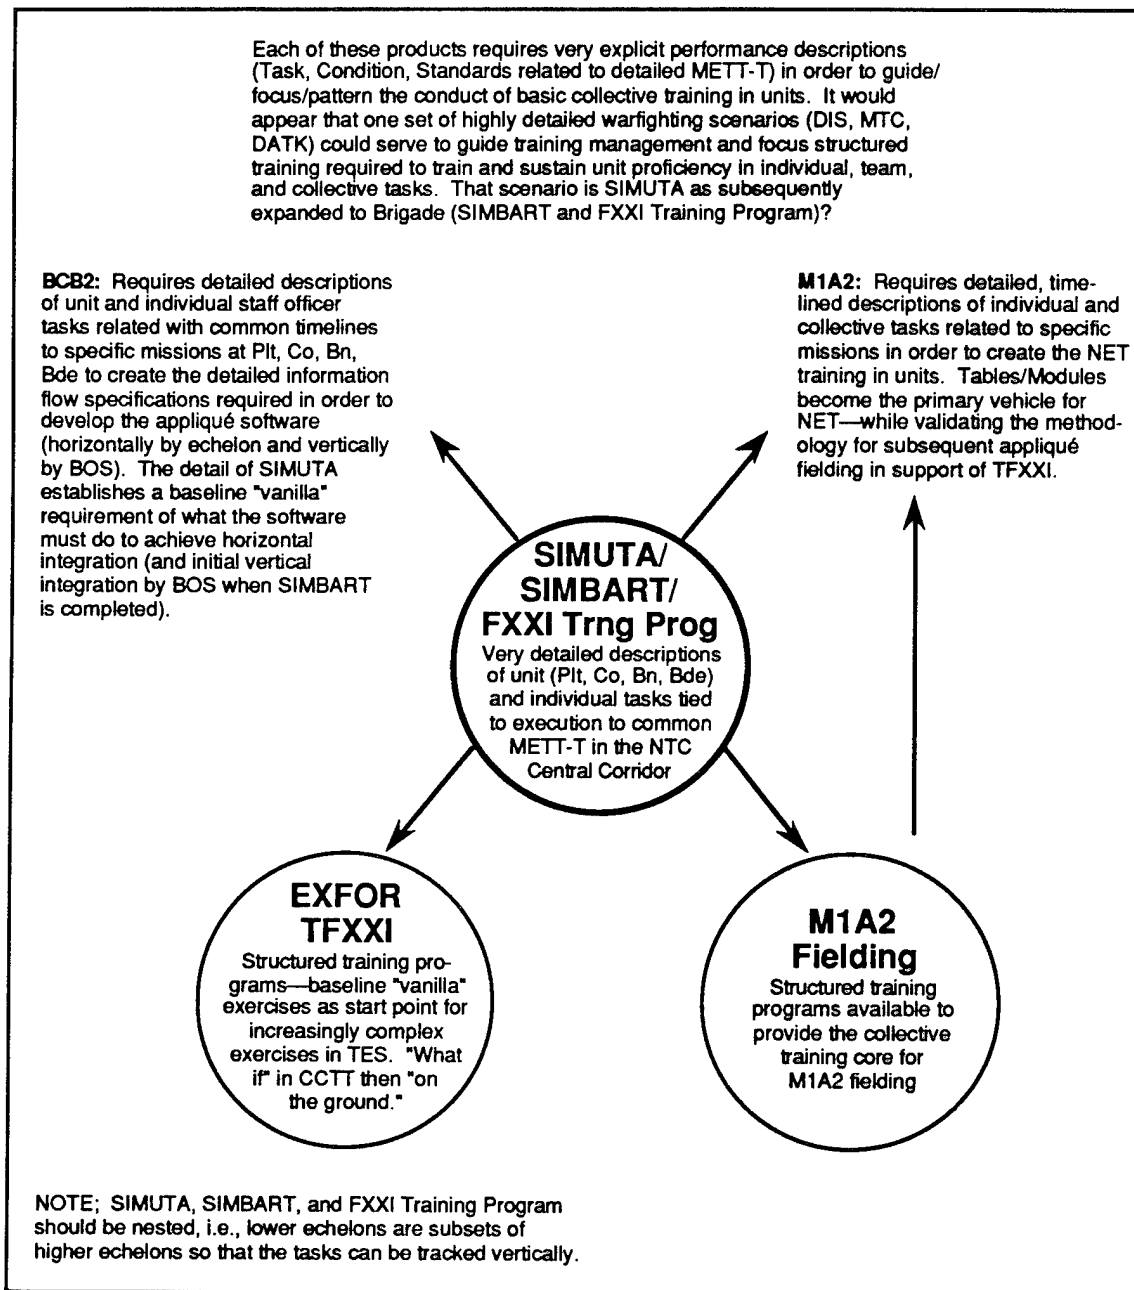 Each of these products requires very explicit performance descriptions
(Task, Condition, Standards related to detailed METT-T) in order to guide/
focus/pattern the conduct of basic collective training in units. It would
appear that one set of highly detailed warfighting scenarios (DIS, MTC,
DATK) could serve to guide training management and focus structured
training required to train and sustain unit proficiency in individual, team,
and collective tasks. That scenario is SIMUTA as subsequently
expanded to Brigade (SIMBART and FXXI Training Program)?
BCB2: Requires detailed descriptions
of unit and individual staff officer
tasks related with common timelines
to specific missions at Plt, Co, Bn,
Bde to create the detailed information
flow specifications required in order to
develop the appliqué software
(horizontally by echelon and vertically
by BOS). The detail of SIMUTA
establishes a baseline "vanilla"
requirement of what the software
must do to achieve horizontal
integration (and initial vertical
integration by BOS when SIMBART
is completed).
M1A2: Requires detailed, time-
lined descriptions of individual and
collective tasks related to specific
missions in order to create the NET
training in units. Tables/Modules
become the primary vehicle for
NET—while validating the method-
ology for subsequent appliqué
fielding in support of TFXXI.
SIMUTA/
SIMBART/
FXXI Trng Prog
Very detailed descriptions
of unit (Plt, Co, Bn, Bde)
and individual tasks tied
to execution to common
METT-T in the NTC
Central Corridor
EXFOR
TFXXI
Structured training pro-
grams—baseline "vanilla"
exercises as start point for
increasingly complex
exercises in TES. "What
if" in CCTT then "on
the ground."
M1A2
Fielding
Structured training
programs available to
provide the collective
training core for
M1A2 fielding
NOTE; SIMUTA, SIMBART, and FXXI Training Program
should be nested, i.e., lower echelons are subsets of
higher echelons so that the tasks can be tracked vertically.